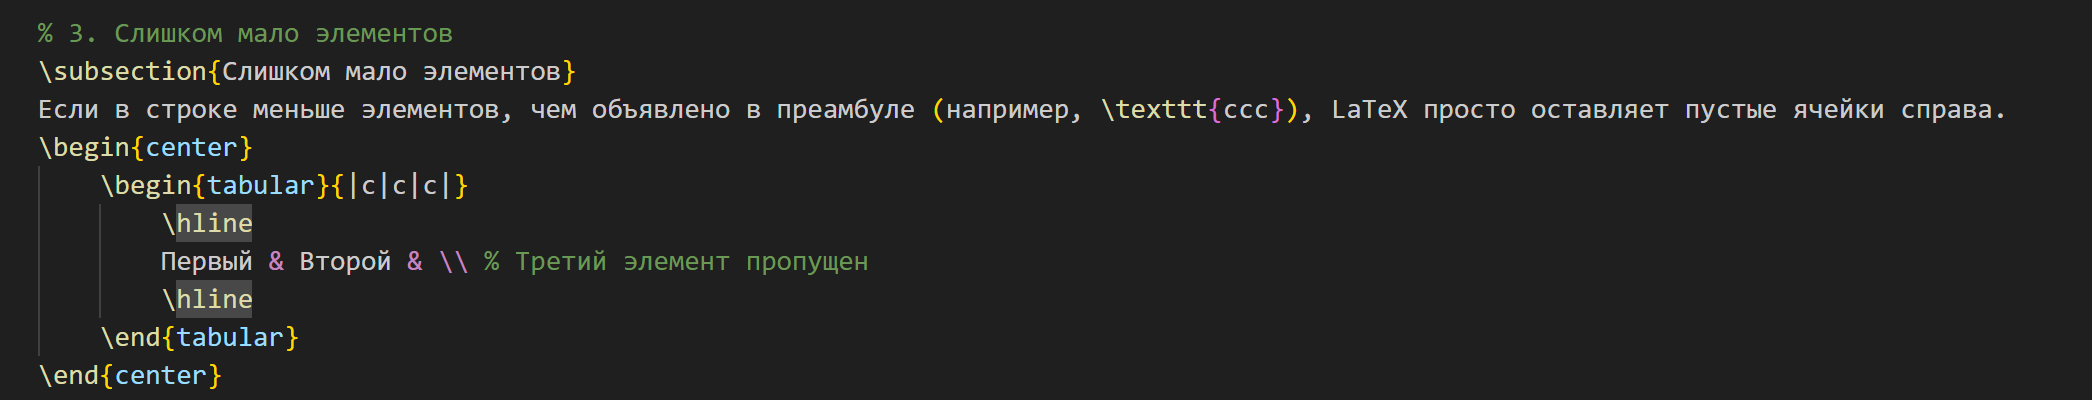 % 3. Слишком мало элементов
\subsection{Слишком мало элементов}
Если в строке меньше элементов, чем объявлено в преамбуле (например, \texttt{ccc}), LaTeX просто оставляет пустые ячейки справа.
\begin{center}
    \begin{tabular}{|c|c|c|}
        \hline
        Первый & Второй & \\ % Третий элемент пропущен
        \hline
    \end{tabular}
\end{center}